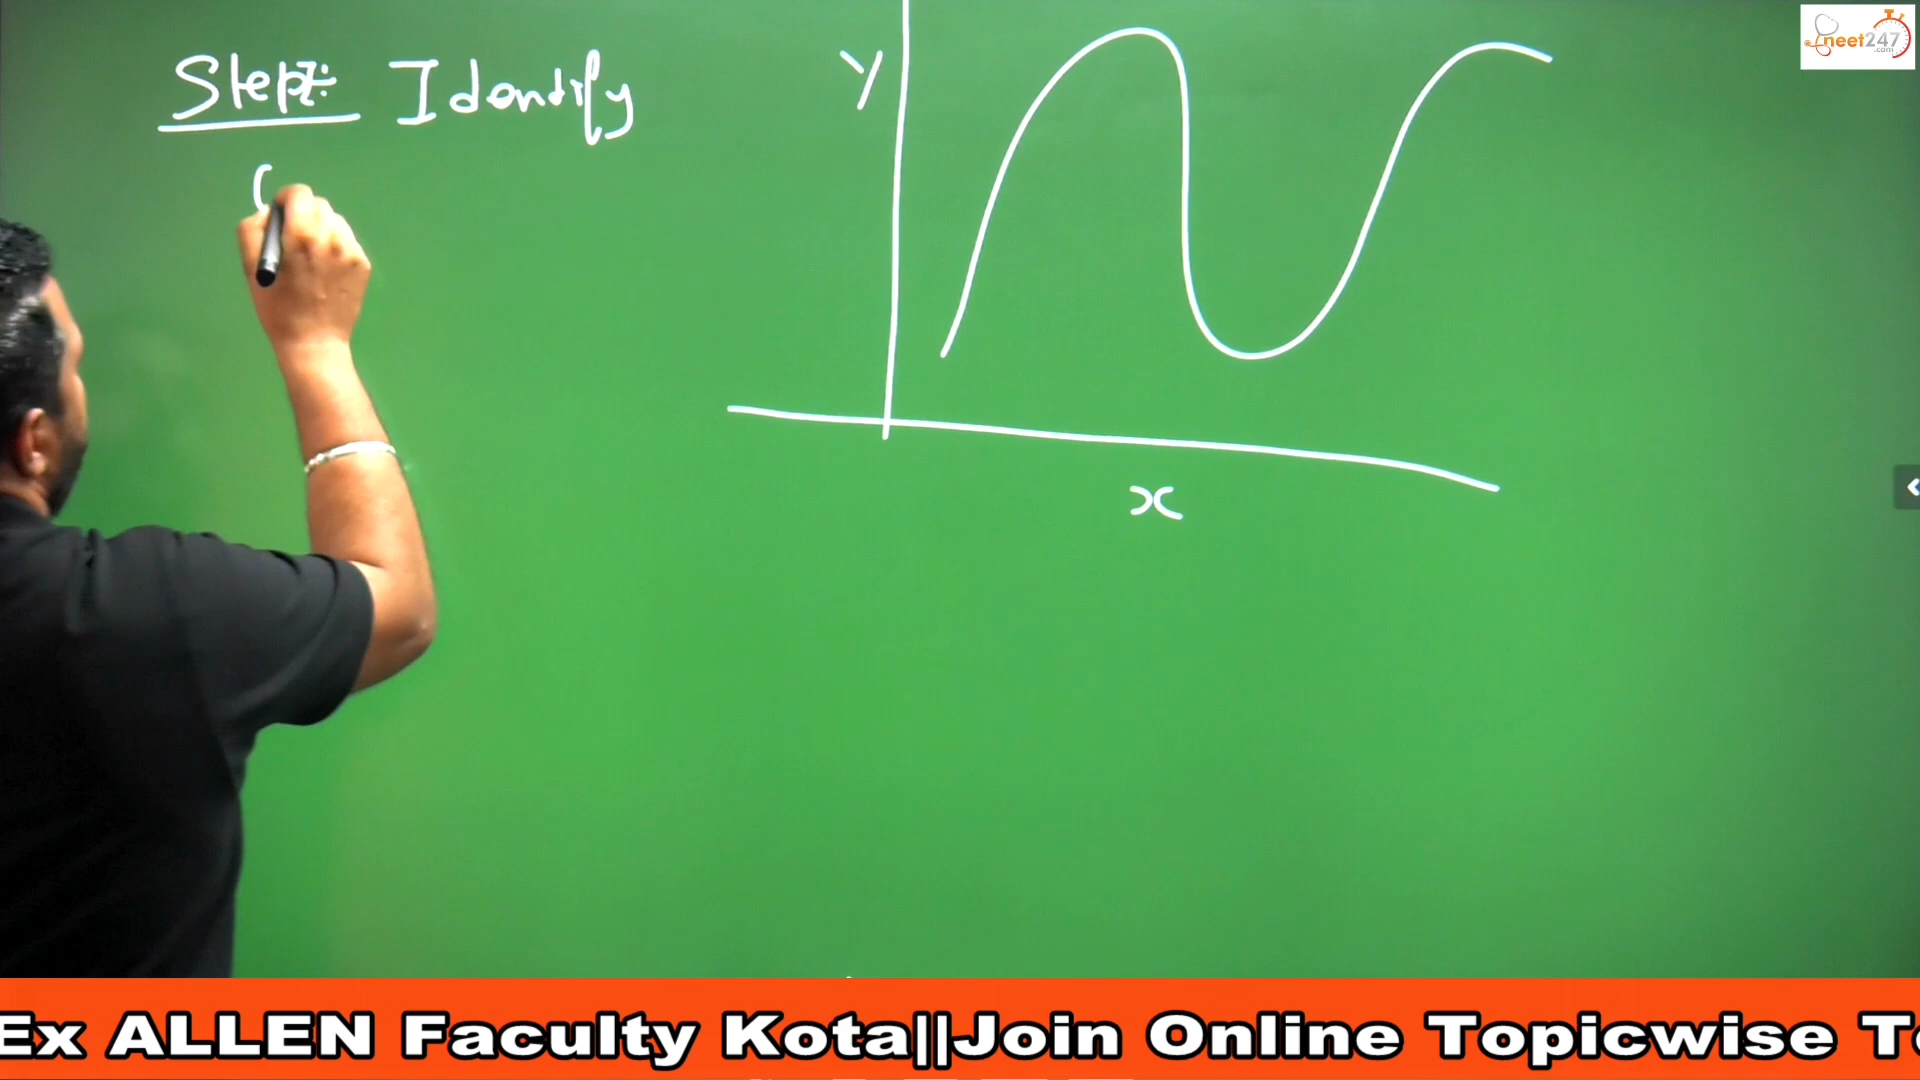 Step: Identify
Y
x
neet247
.com
Ex ALLEN Faculty Kota||Join Online Topicwise